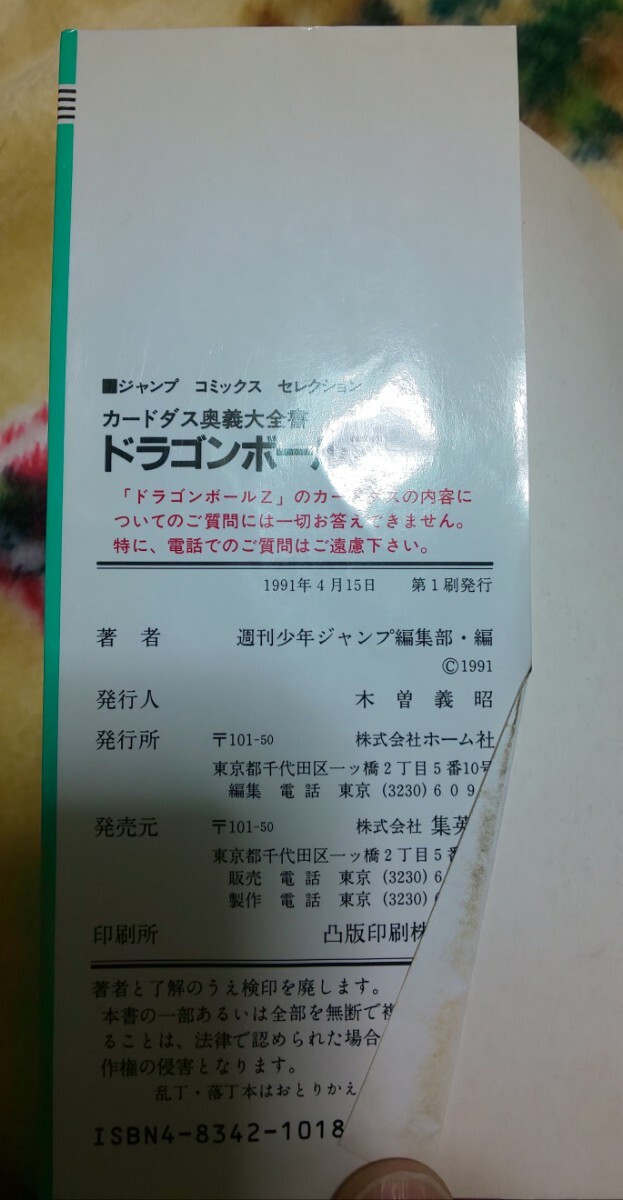 ■ジャンプ コミックス セレクション
カードダス奥義大全書
ドラゴンボール
「ドラゴンボールZ」のカードダスの内容に
ついてのご質問には一切お答えできません。
特に、電話でのご質問はご遠慮下さい。
1991年4月15日 第1刷発行
著者 週刊少年ジャンプ編集部・編
©1991
発行人 木曽義昭
発行所 〒101-50 株式会社ホーム社
東京都千代田区一ッ橋2丁目5番10号
編集 電話 東京 (3230) 609
発売元 〒101-50 株式会社 集英
東京都千代田区一ッ橋2丁目5番
販売 電話 東京 (3230) 6
製作 電話 東京 (3230)
印刷所 凸版印刷株
著者と了解のうえ検印を廃します。
本書の一部あるいは全部を無断で複
ることは、法律で認められた場合
作権の侵害となります。
乱丁・落丁本はおとりかえ
ISBN4-8342-1018